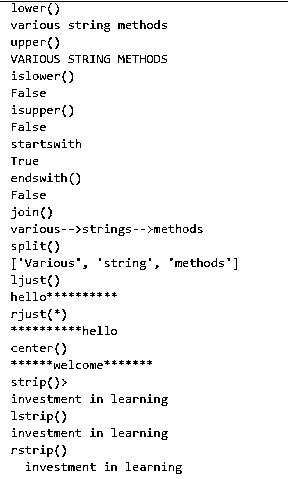 lower()
various string methods
upper()
VARIOUS STRING METHODS
islower()
False
isupper()
False
startswith
True
endswith()
False
join()
various-->strings-->methods
split()
['Various', 'string', 'methods']
ljust()
hello**********
rjust(*)
**********hello
center()
******welcome*******
strip()>
investment in learning
lstrip()
investment in learning
rstrip()
  investment in learning